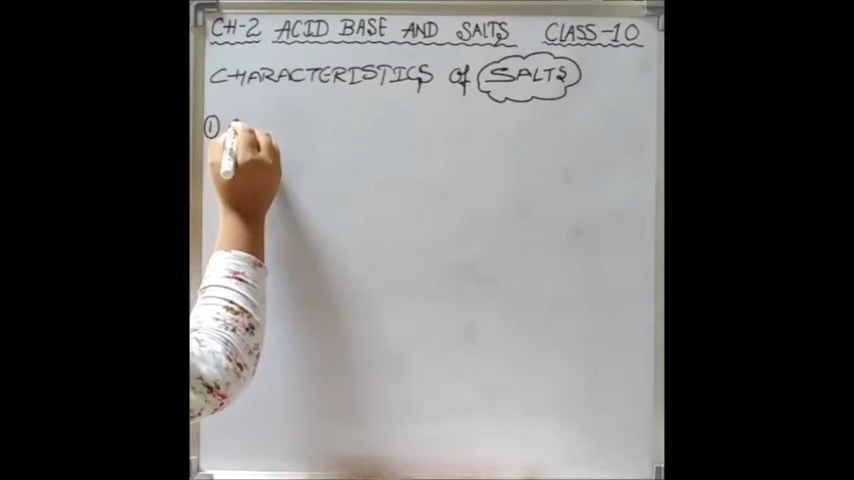 CH-2 ACID BASE AND SALTS CLASS-10
CHARACTERISTICS of SALTS
①